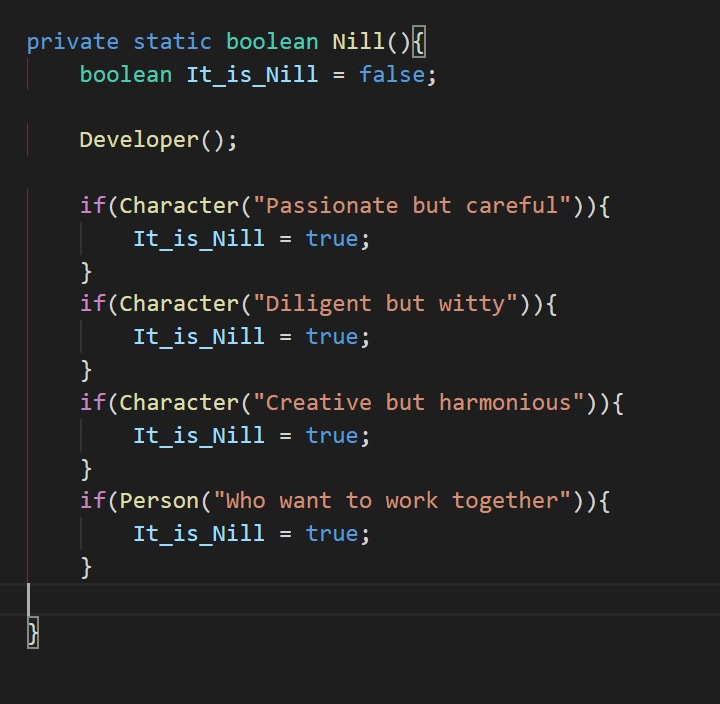 private static boolean Nill(){
boolean It_is_Nill = false;
Developer();
if(Character("Passionate but careful")){
It_is_Nill = true;
}
if(Character("Diligent but witty")){
It_is_Nill = true;
}
if(Character("Creative but harmonious")){
It_is_Nill = true;
}
if(Person("Who want to work together")){
It_is_Nill = true;
}
}